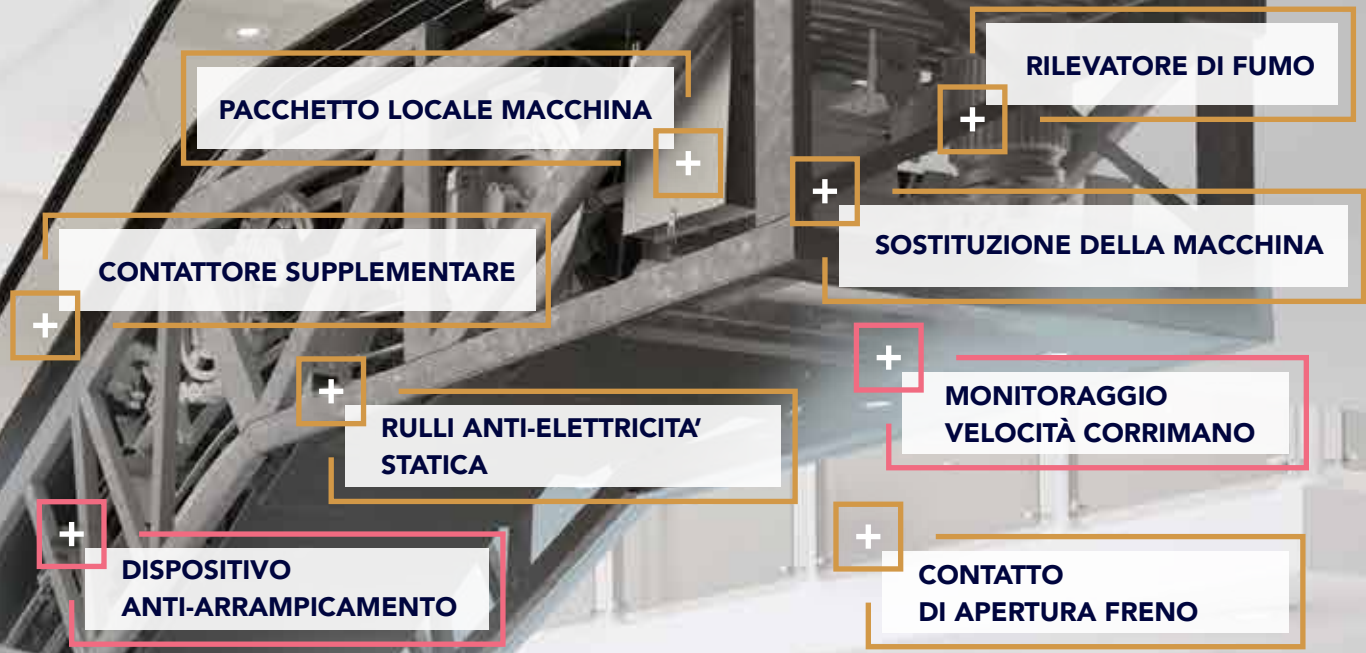 RILEVATORE DI FUMO
PACCHETTO LOCALE MACCHINA
SOSTITUZIONE DELLA MACCHINA
CONTATTORE SUPPLEMENTARE
MONITORAGGIO
VELOCITÀ CORRIMANO
RULLI ANTI-ELETTRICITA’
STATICA
DISPOSITIVO
ANTI-ARRAMPICAMENTO
CONTATTO
DI APERTURA FRENO